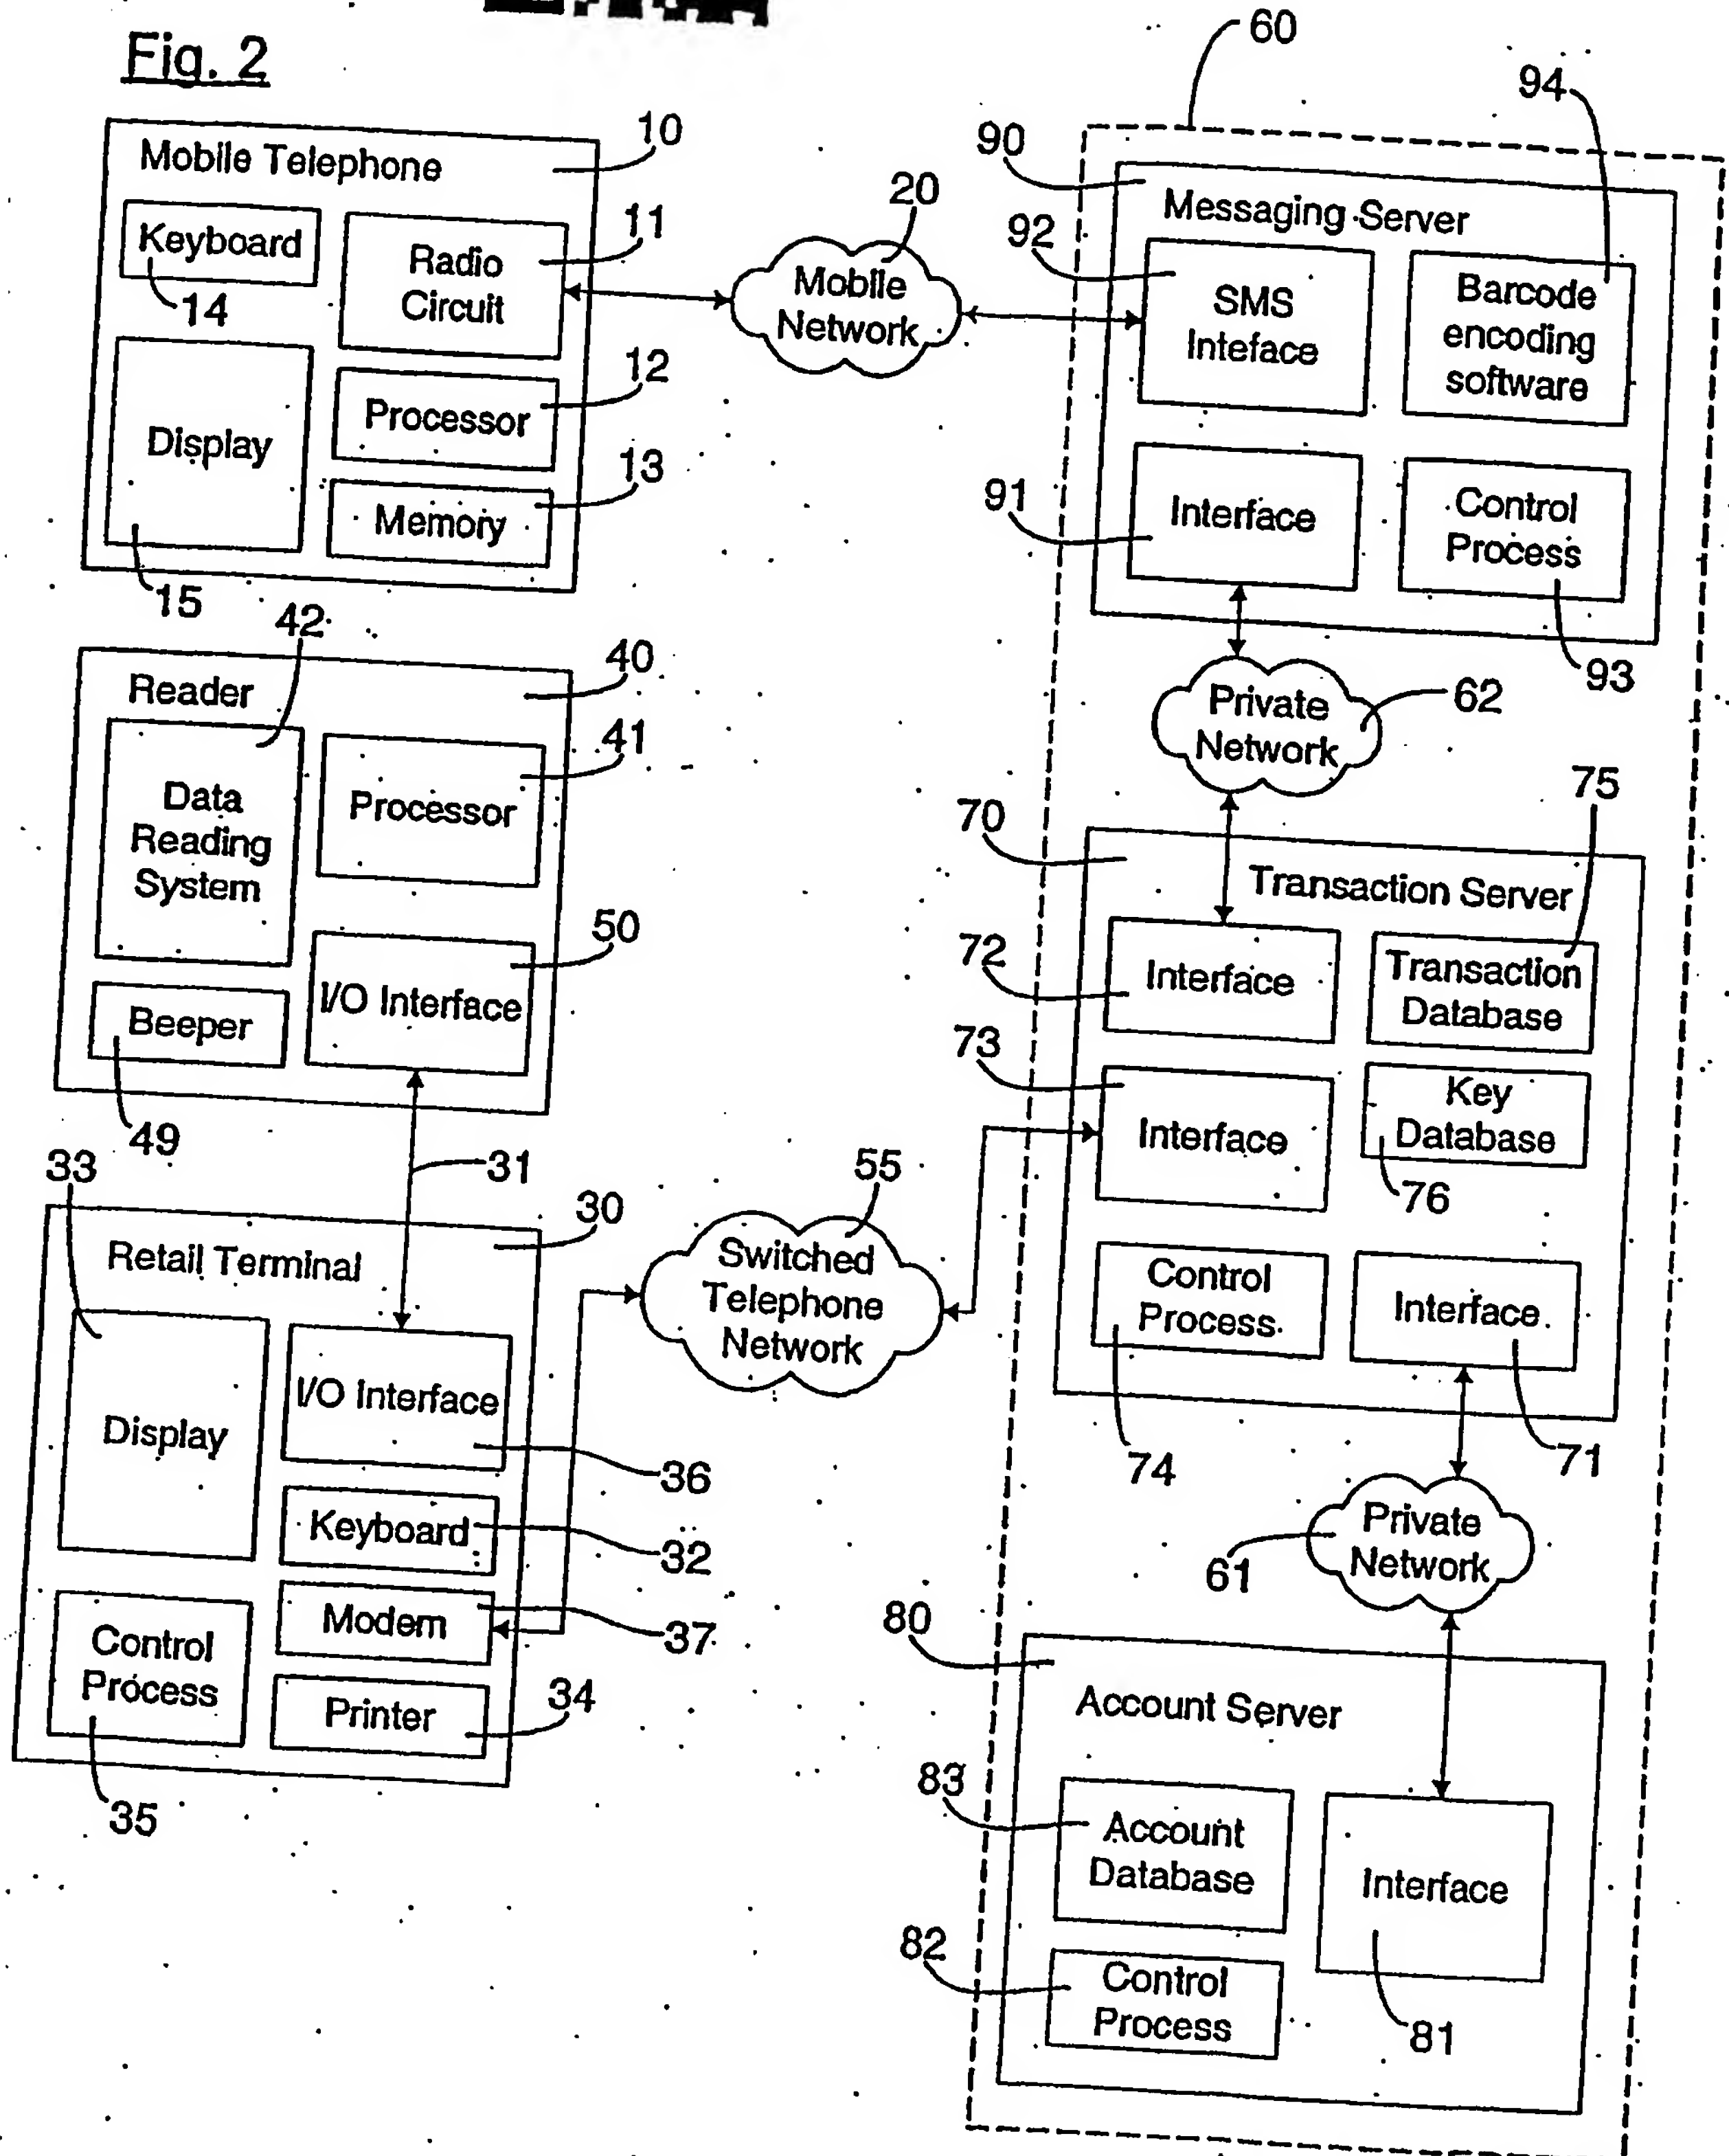 Fig. 2
60
94
10
Mobile Telephone
Keyboard
14
Radio
Circuit
11
Display
15
Processor
12
Memory
13
20
Mobile
Network
90
Messaging Server
92
SMS
Inteface
Barcode
encoding
software
91
Interface
Control
Process
93
Private
Network
62
42
40
Reader
Data
Reading
System
41
Processor
50
I/O Interface
Beeper
49
31
70
75
Transaction Server
72
Interface
Transaction
Database
73
Interface
Key
Database
76
Control
Process
74
Interface
71
33
30
Retail Terminal
Display
I/O Interface
36
Keyboard
32
Modem
37
Control
Process
35
Printer
34
55
Switched
Telephone
Network
Private
Network
61
80
Account Server
83
Account
Database
Interface
81
82
Control
Process